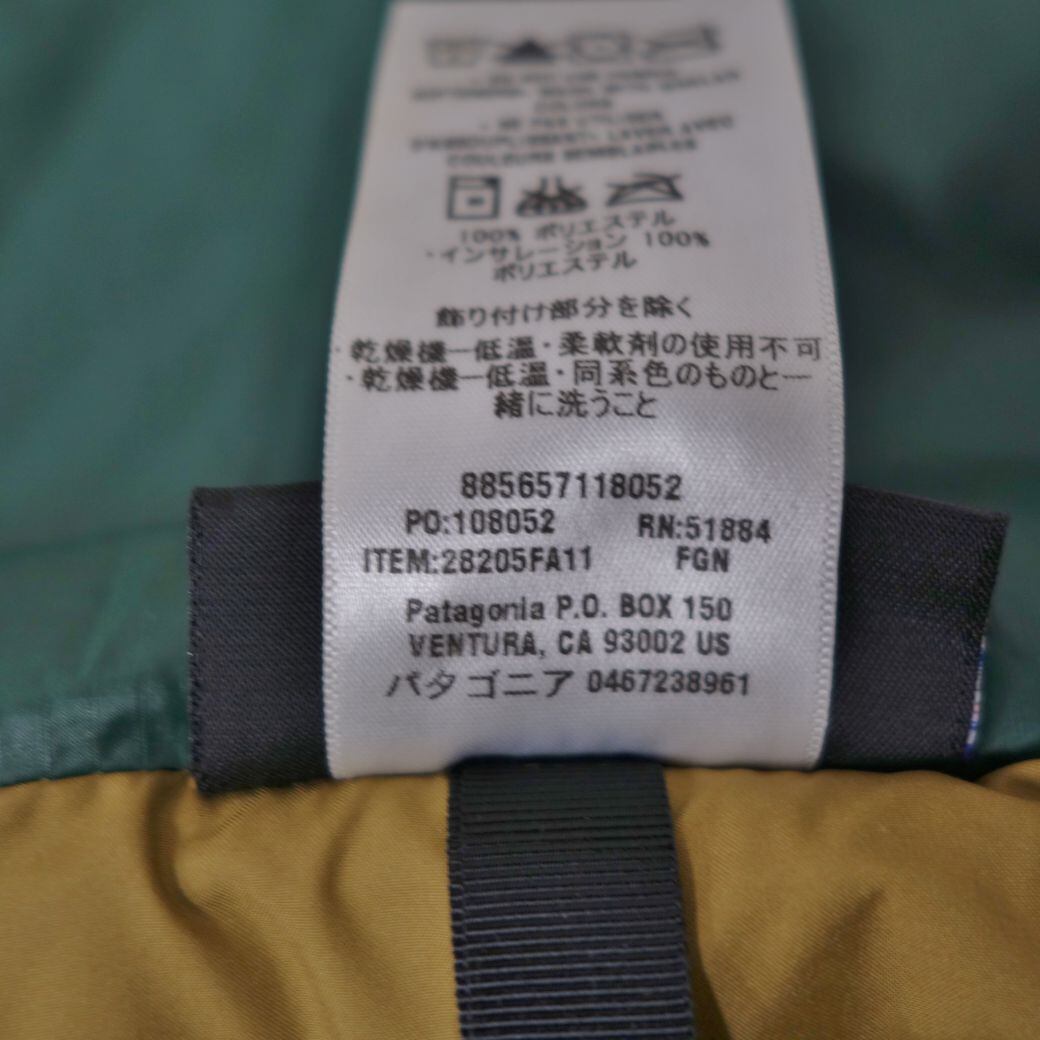 COULEURS SEMBLABLES
100% ポリエステル
・インサレーション 100%
ポリエステル
飾り付け部分を除く
・乾燥機ー低温・柔軟剤の使用不可
・乾燥機ー低温・同系色のものと一
緒に洗うこと
885657118052
PO:108052 RN:51884
ITEM:28205FA11 FGN
Patagonia P.O. BOX 150
VENTURA, CA 93002 US
パタゴニア 0467238961